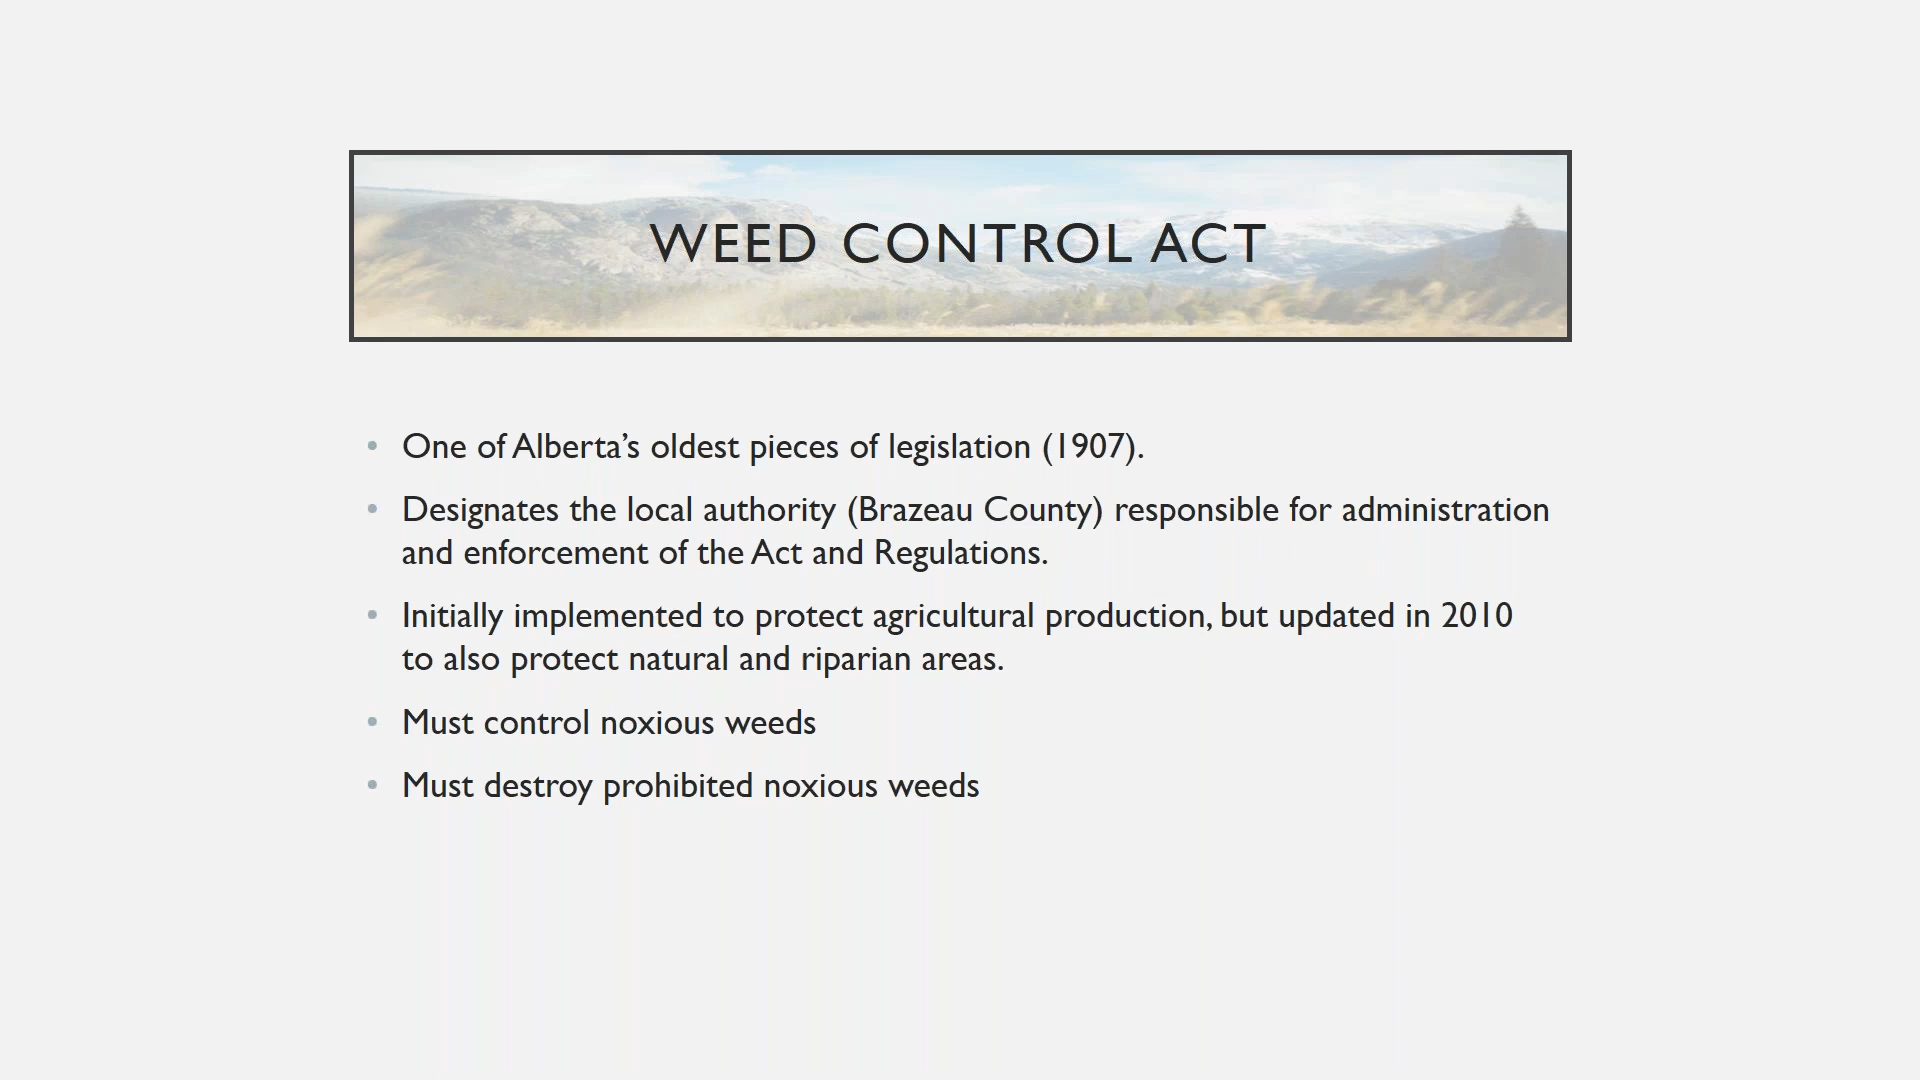 WEED CONTROL ACT
• One of Alberta’s oldest pieces of legislation (1907).
• Designates the local authority (Brazeau County) responsible for administration
and enforcement of the Act and Regulations.
• Initially implemented to protect agricultural production, but updated in 2010
to also protect natural and riparian areas.
• Must control noxious weeds
• Must destroy prohibited noxious weeds